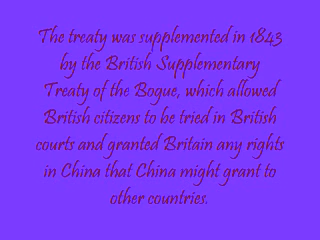 The treaty was supplemented in 1843
by the British Supplementary
Treaty of the Bogue, which allowed
British citizens to be tried in British
courts and granted Britain any rights
in China that China might grant to
other countries.